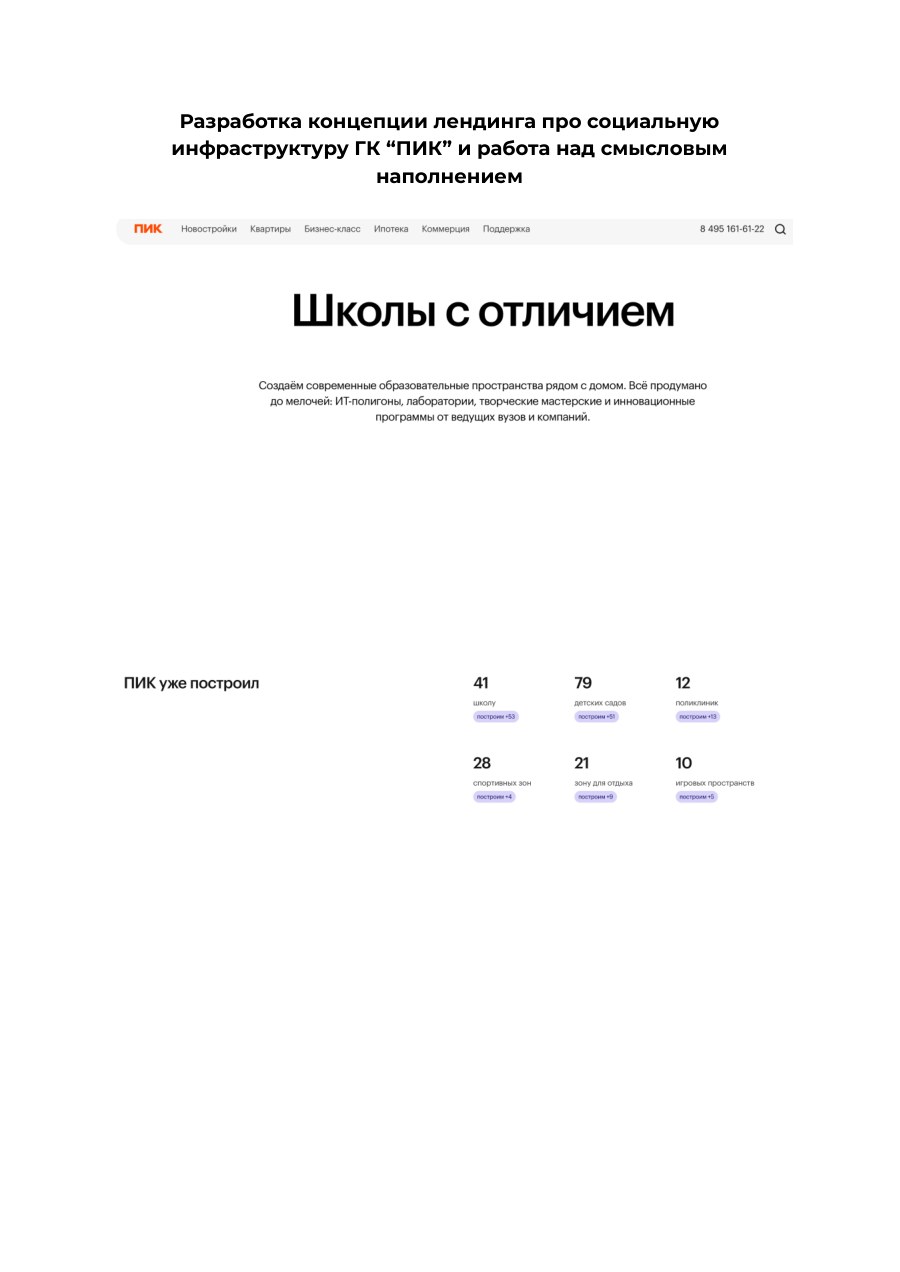 Разработка концепции лендинга про социальную
инфраструктуру ГК “ПИК” и работа над смысловым
наполнением
ПИК Новостройки Квартиры Бизнес-класс Ипотека Коммерция Поддержка 8 495 161-61-22
Школы с отличием
Создаём современные образовательные пространства рядом с домом. Всё продумано
до мелочей: ИТ-полигоны, лаборатории, творческие мастерские и инновационные
программы от ведущих вузов и компаний.
ПИК уже построил
41 79 12
школу детских садов поликлиник
построим +53 построим +51 построим +13
28 21 10
спортивных зон зону для отдыха игровых пространств
построим +4 построим +9 построим +5